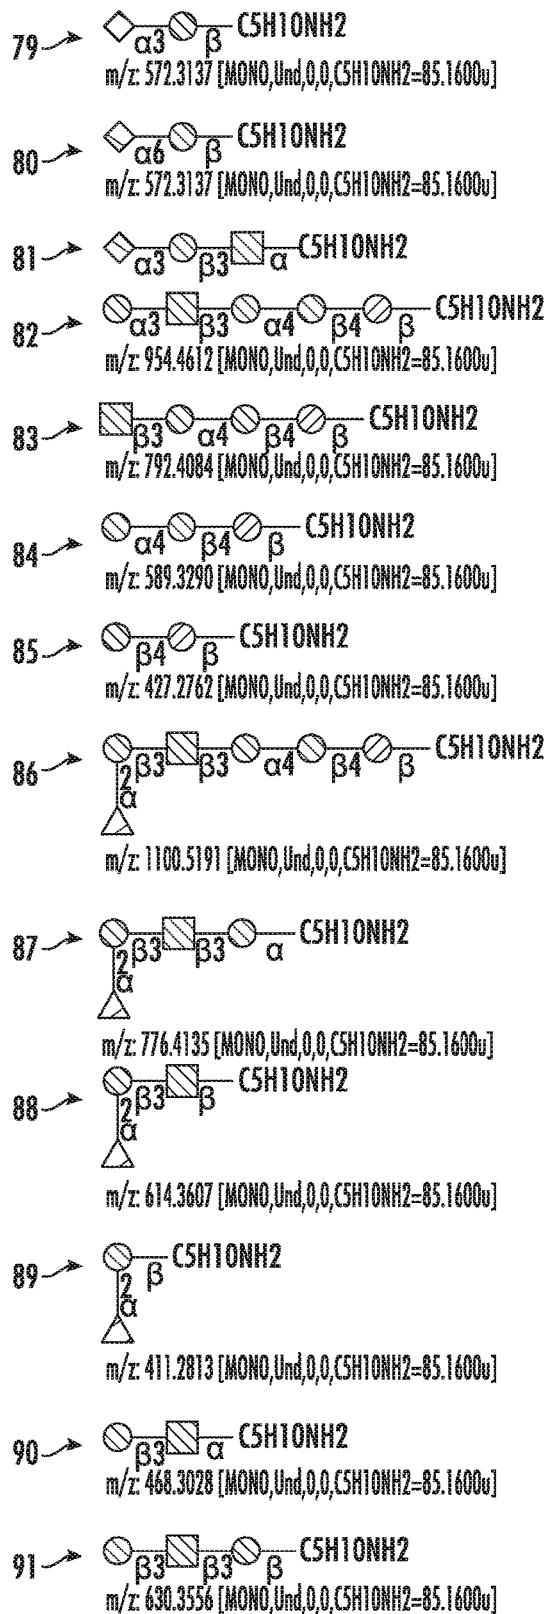 79 α3 β C5H10NH2
m/z: 572.3137 [MONO,Und,0,0,C5H10NH2=85.1600u]
80 α6 β C5H10NH2
m/z: 572.3137 [MONO,Und,0,0,C5H10NH2=85.1600u]
81 α3 β3 α C5H10NH2
82 α3 β3 α4 β4 β C5H10NH2
m/z: 954.4612 [MONO,Und,0,0,C5H10NH2=85.1600u]
83 β3 α4 β4 β C5H10NH2
m/z: 792.4084 [MONO,Und,0,0,C5H10NH2=85.1600u]
84 α4 β4 β C5H10NH2
m/z: 589.3290 [MONO,Und,0,0,C5H10NH2=85.1600u]
85 β4 β C5H10NH2
m/z: 427.2762 [MONO,Und,0,0,C5H10NH2=85.1600u]
86 β3 β3 α4 β4 β C5H10NH2
2
α
m/z: 1100.5191 [MONO,Und,0,0,C5H10NH2=85.1600u]
87 β3 β3 α C5H10NH2
2
α
m/z: 776.4135 [MONO,Und,0,0,C5H10NH2=85.1600u]
88 β3 β C5H10NH2
2
α
m/z: 614.3607 [MONO,Und,0,0,C5H10NH2=85.1600u]
89 β C5H10NH2
2
α
m/z: 411.2813 [MONO,Und,0,0,C5H10NH2=85.1600u]
90 β3 α C5H10NH2
m/z: 468.3028 [MONO,Und,0,0,C5H10NH2=85.1600u]
91 β3 β3 β C5H10NH2
m/z: 630.3556 [MONO,Und,0,0,C5H10NH2=85.1600u]